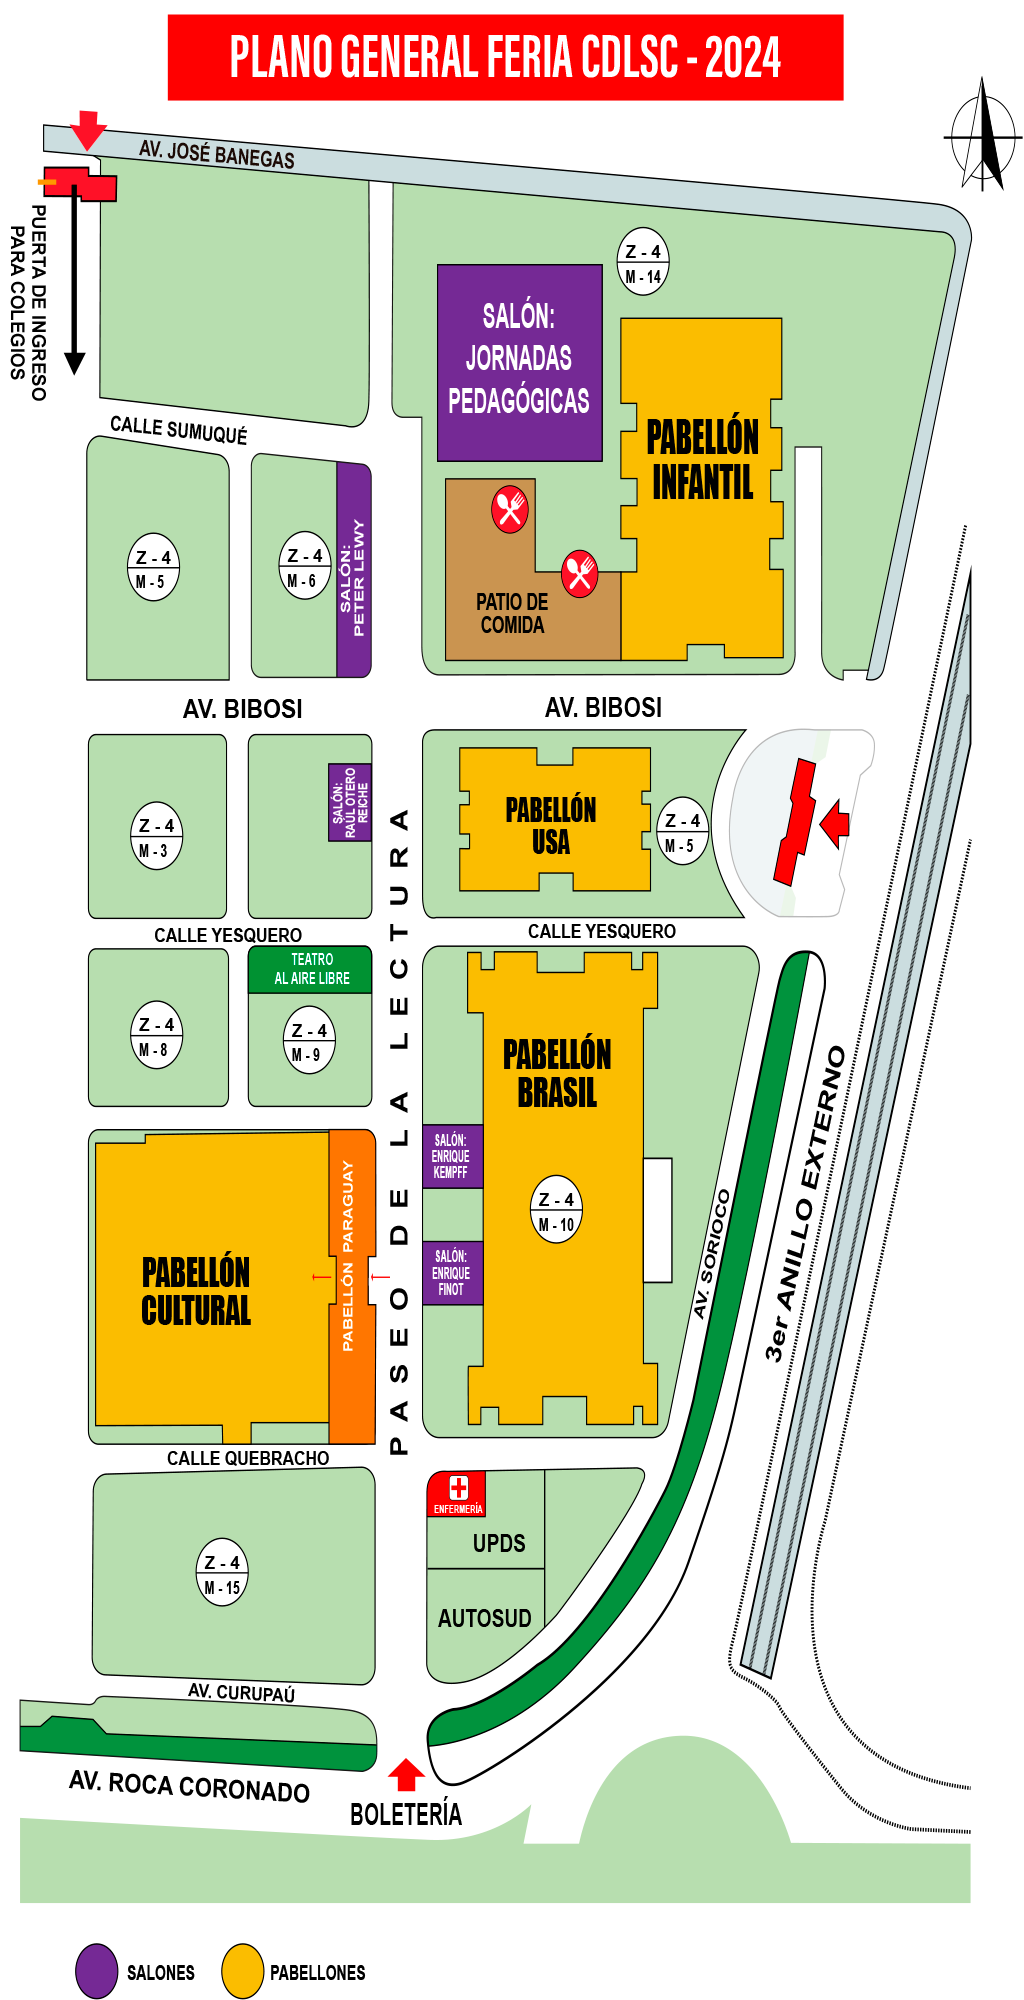 PLANO GENERAL FERIA CDLSC - 2024
AV. JOSÉ BANEGAS
PUERTA DE INGRESO
PARA COLEGIOS
Z - 4
M - 14
SALÓN:
JORNADAS
PEDAGÓGICAS
PABELLÓN
INFANTIL
CALLE SUMUQUÉ
Z - 4
M - 5
Z - 4
M - 6
SALÓN:
PETER LEWY
PATIO DE
COMIDA
AV. BIBOSI
AV. BIBOSI
SALÓN:
RAÚL OTERO
REICHE
Z - 4
M - 3
PABELLÓN
USA
Z - 4
M - 5
PASEO DE LA LECTURA
CALLE YESQUERO
CALLE YESQUERO
TEATRO
AL AIRE LIBRE
Z - 4
M - 8
Z - 4
M - 9
PABELLÓN
BRASIL
SALÓN:
ENRIQUE
KEMPFF
Z - 4
M - 10
SALÓN:
ENRIQUE
FINOT
PABELLÓN PARAGUAY
PABELLÓN
CULTURAL
AV. SORIOCO
3er ANILLO EXTERNO
CALLE QUEBRACHO
ENFERMERÍA
UPDS
AUTOSUD
Z - 4
M - 15
AV. CURUPAÚ
AV. ROCA CORONADO
BOLETERÍA
SALONES
PABELLONES